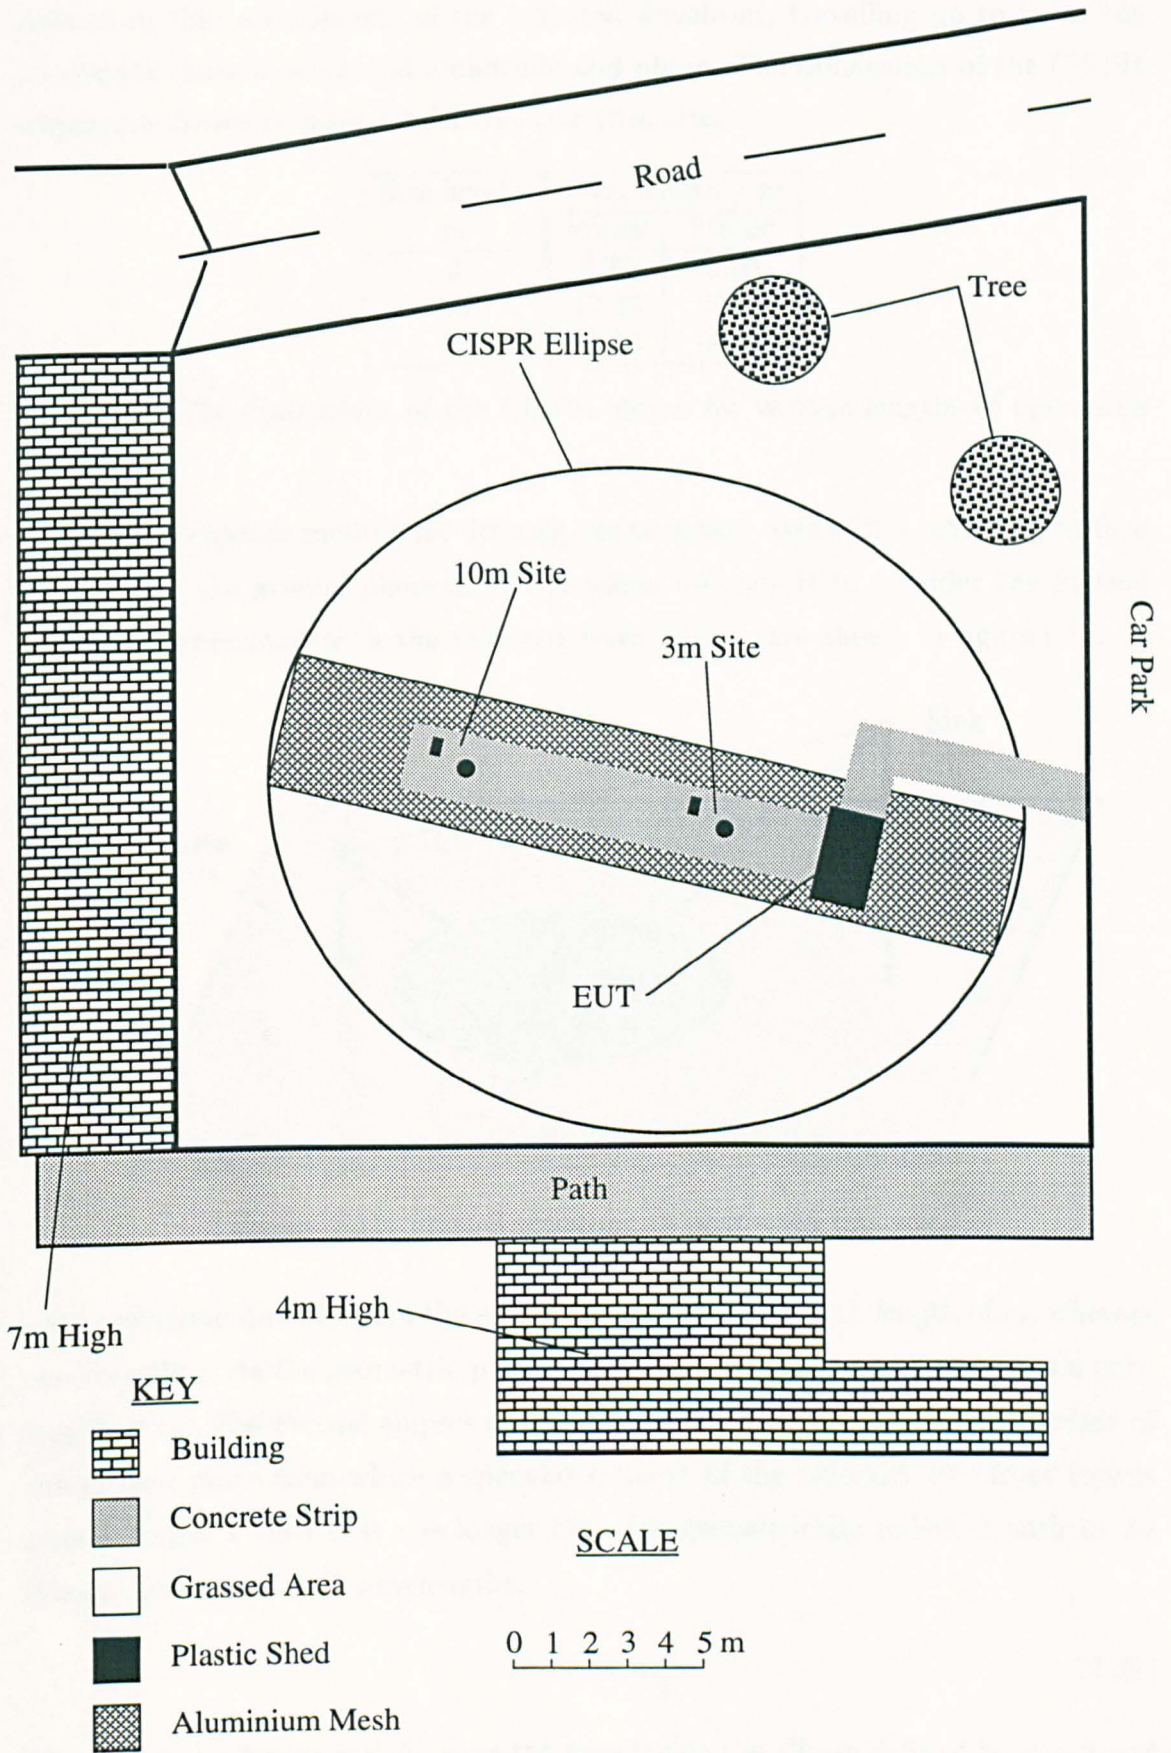 Road
Tree
CISPR Ellipse
10m Site
3m Site
Car Park
EUT
Path
4m High
7m High
KEY
Building
Concrete Strip
Grassed Area
Plastic Shed
Aluminium Mesh
SCALE
0 1 2 3 4 5 m